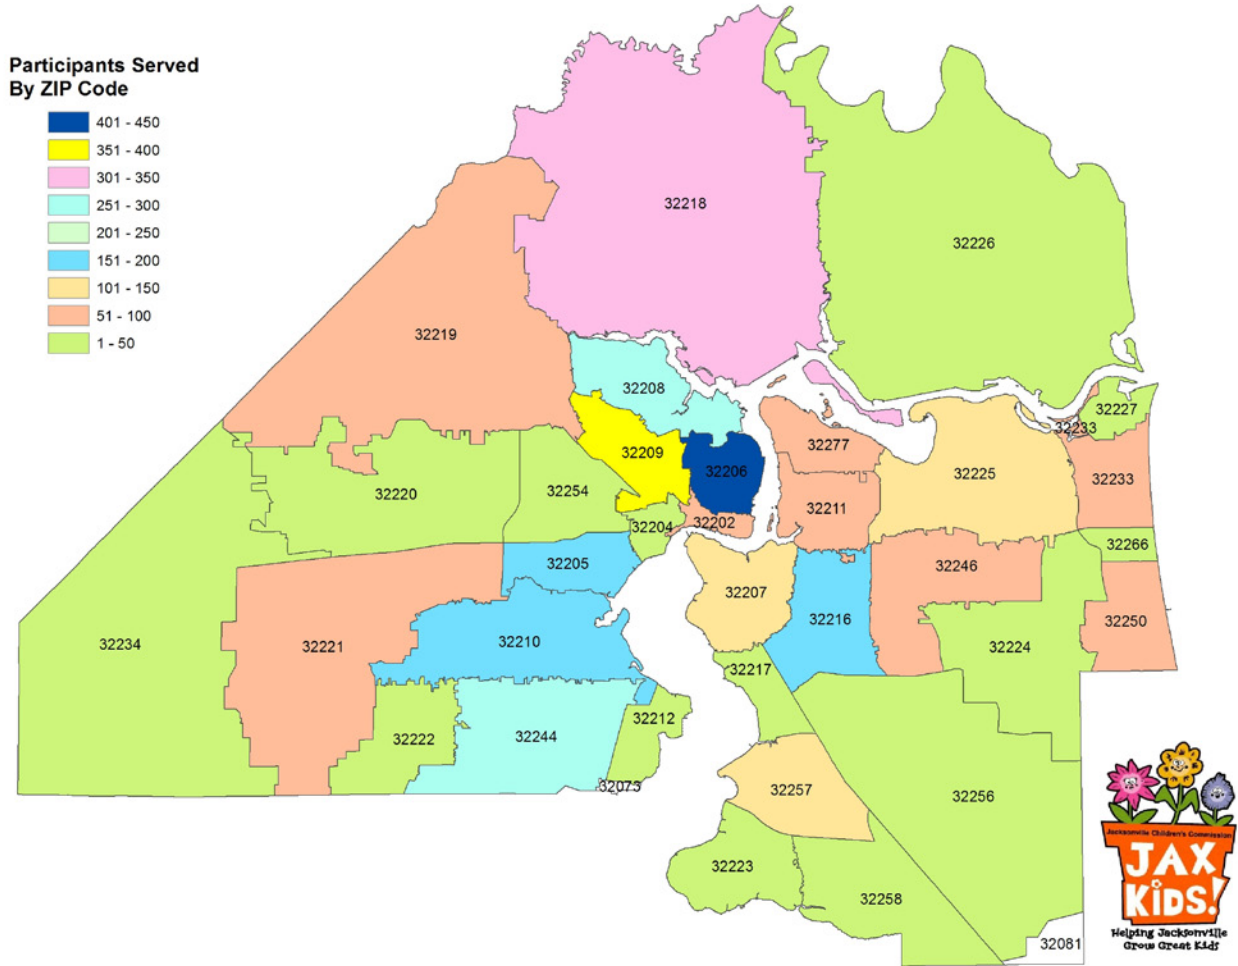 Participants Served
By ZIP Code
401 - 450
351 - 400
301 - 350
251 - 300
201 - 250
151 - 200
101 - 150
51 - 100
1 - 50
32218
32226
32219
32208
32227
32233
32277
32209
32206
32225
32233
32220
32254
32211
32204
32202
32266
32205
32246
32207
32216
32250
32210
32234
32221
32224
32217
32212
32222
32244
32073
32257
32256
32223
32258
32081
Jacksonville Children's Commission
JAX
KiDS!
Helping Jacksonville
Grow Great Kids